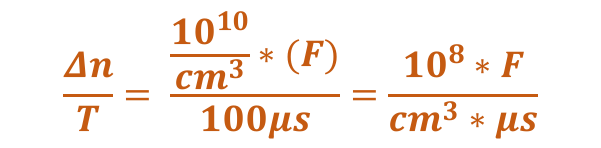 Δn/T = (10^10/cm^3 * (F))/100μs = (10^8 * F)/(cm^3 * μs)